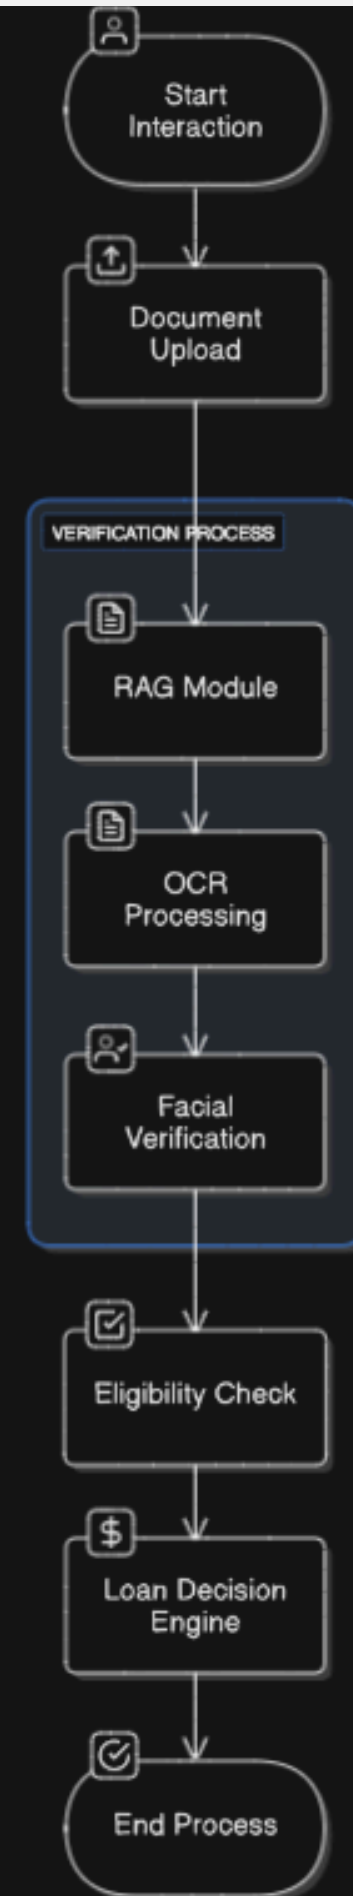 Start
Interaction
Document
Upload
VERIFICATION PROCESS
RAG Module
OCR
Processing
Facial
Verification
Eligibility Check
$
Loan Decision
Engine
End Process